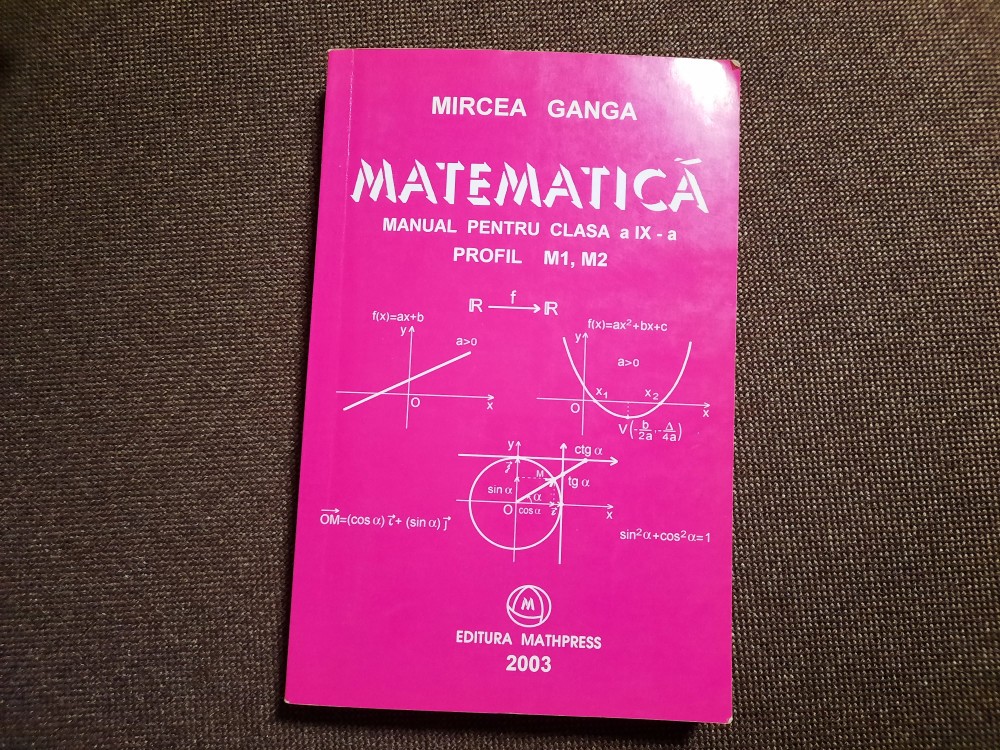 MIRCEA GANGA
MATEMATICĂ
MANUAL PENTRU CLASA a IX - a
PROFIL M1, M2
ℝ f ℝ
f(x)=ax+b
y
a>0
O
x
f(x)=ax²+bx+c
y
a>0
x₁ x₂
O
x
V(-b/2a, -Δ/4a)
y
ctg α
j⃗
M
tg α
sin α
α
O
cos α
i⃗
x
OM⃗=(cos α) i⃗ + (sin α) j⃗
sin²α+cos²α=1
M
EDITURA MATHPRESS
2003